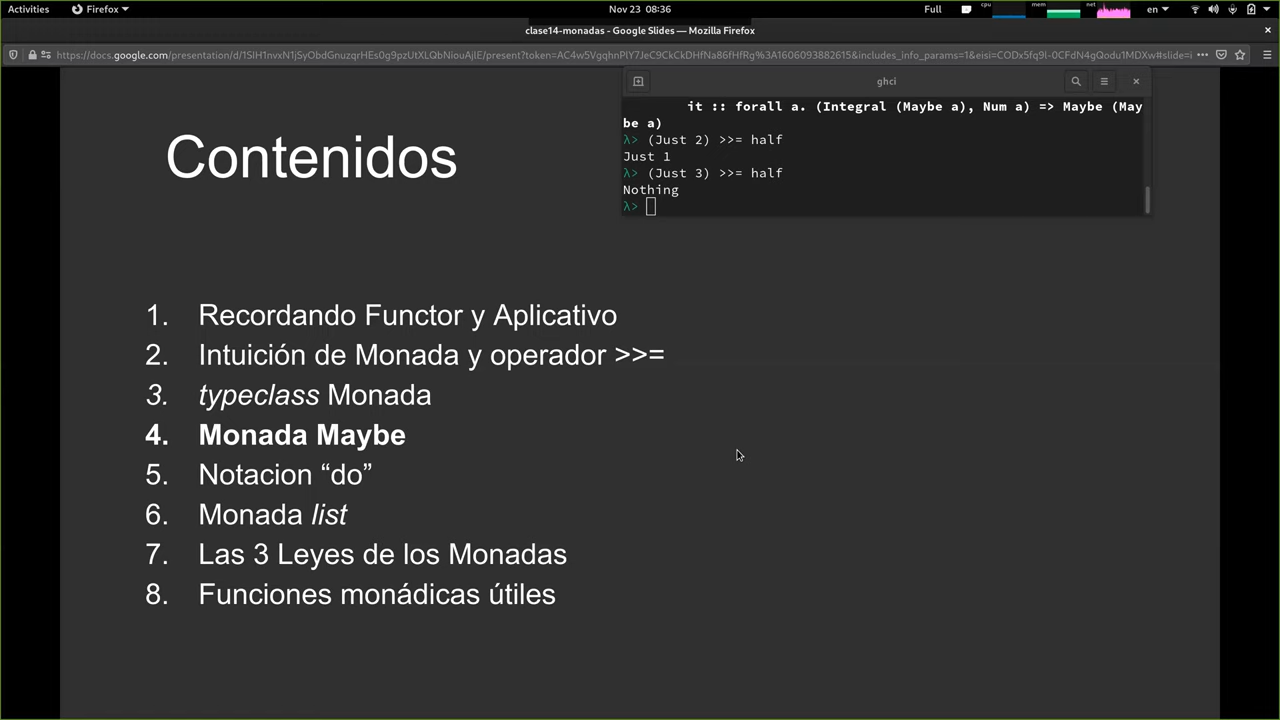 Activities
Firefox
Nov 23 08:36
Full
cpu
mem
net
en
clase14-monadas - Google Slides — Mozilla Firefox
ghci
it :: forall a. (Integral (Maybe a), Num a) => Maybe (May
be a)
λ> (Just 2) >>= half
Just 1
λ> (Just 3) >>= half
Nothing
λ>
Contenidos
1. Recordando Functor y Aplicativo
2. Intuición de Monada y operador >>=
3. typeclass Monada
4. Monada Maybe
5. Notacion “do”
6. Monada list
7. Las 3 Leyes de los Monadas
8. Funciones monádicas útiles